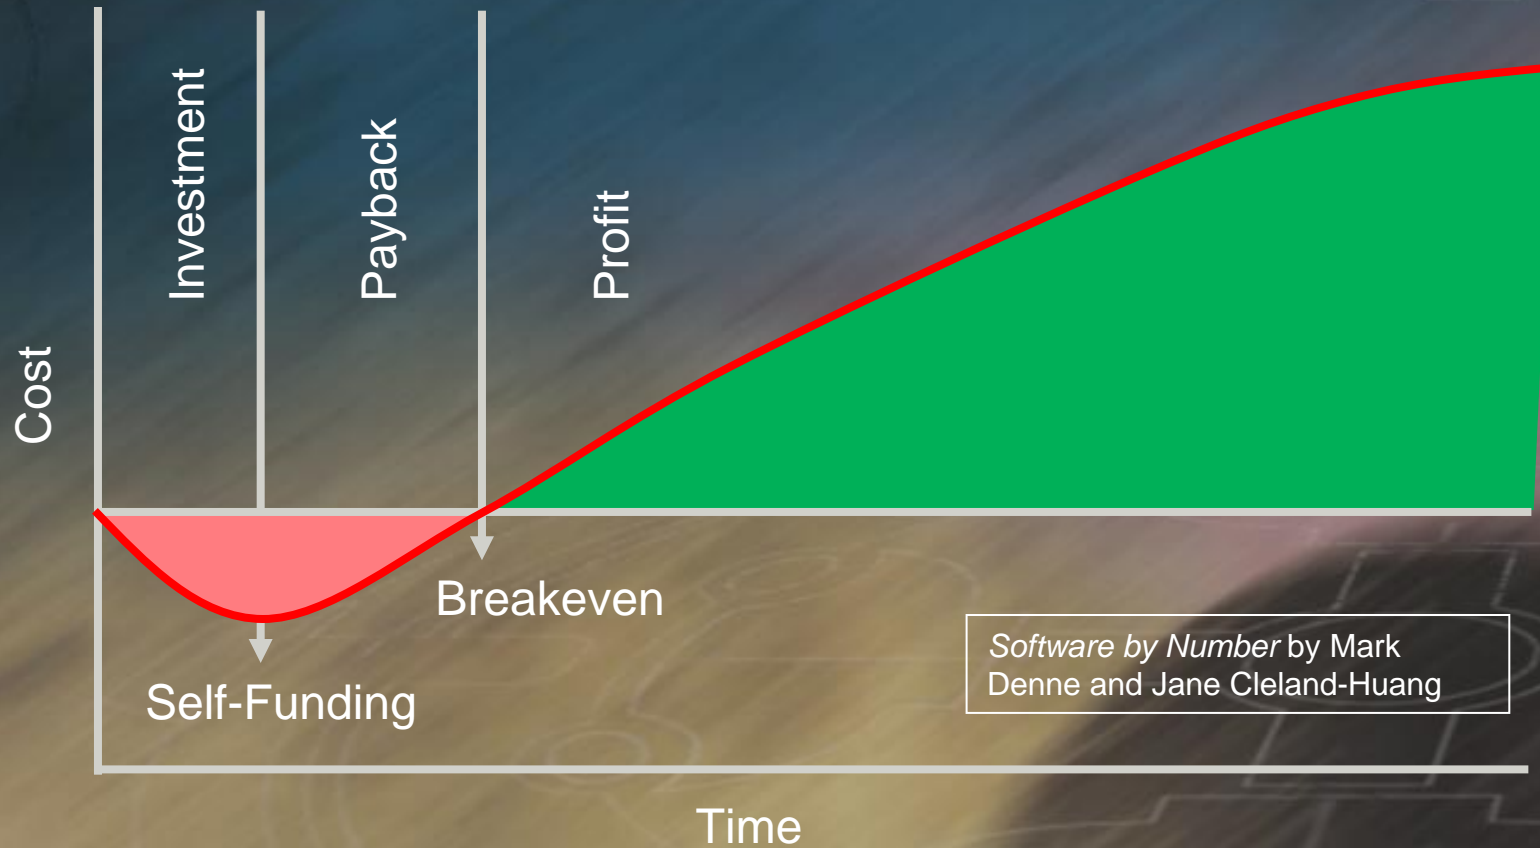 Investment
Payback
Profit
Cost
Breakeven
Self-Funding
Software by Number by Mark
Denne and Jane Cleland-Huang
Time